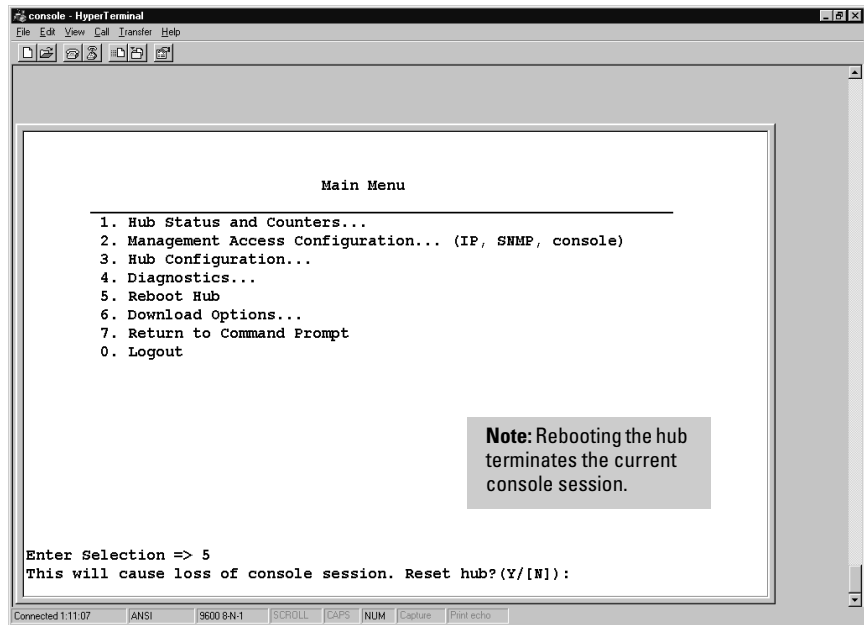 console - HyperTerminal
File Edit View Call Transfer Help
Main Menu
1. Hub Status and Counters...
2. Management Access Configuration... (IP, SNMP, console)
3. Hub Configuration...
4. Diagnostics...
5. Reboot Hub
6. Download Options...
7. Return to Command Prompt
0. Logout
Note: Rebooting the hub
terminates the current
console session.
Enter Selection => 5
This will cause loss of console session. Reset hub?(Y/[N]):
Connected 1:11:07 ANSI 9600 8-N-1 SCROLL CAPS NUM Capture Print echo